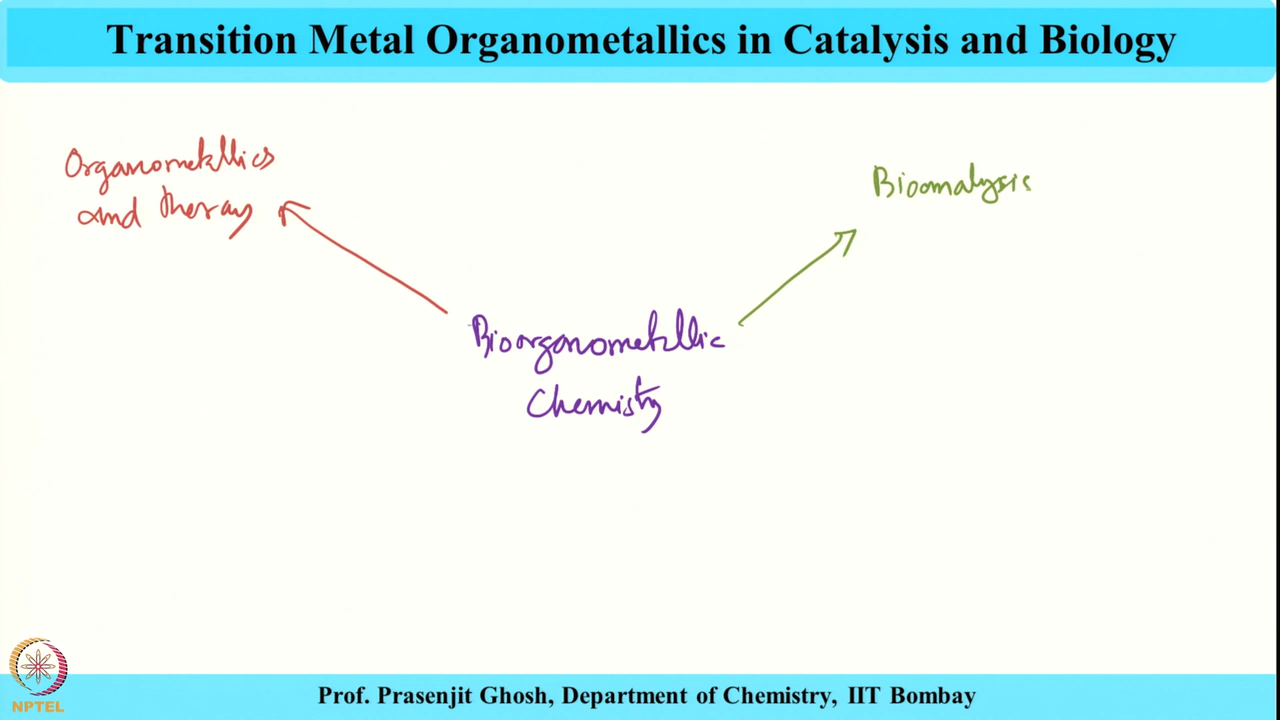 Transition Metal Organometallics in Catalysis and Biology
Organometallics
and theray
Bioanalysis
Bioorganometallic
Chemistry
NPTEL
Prof. Prasenjit Ghosh, Department of Chemistry, IIT Bombay